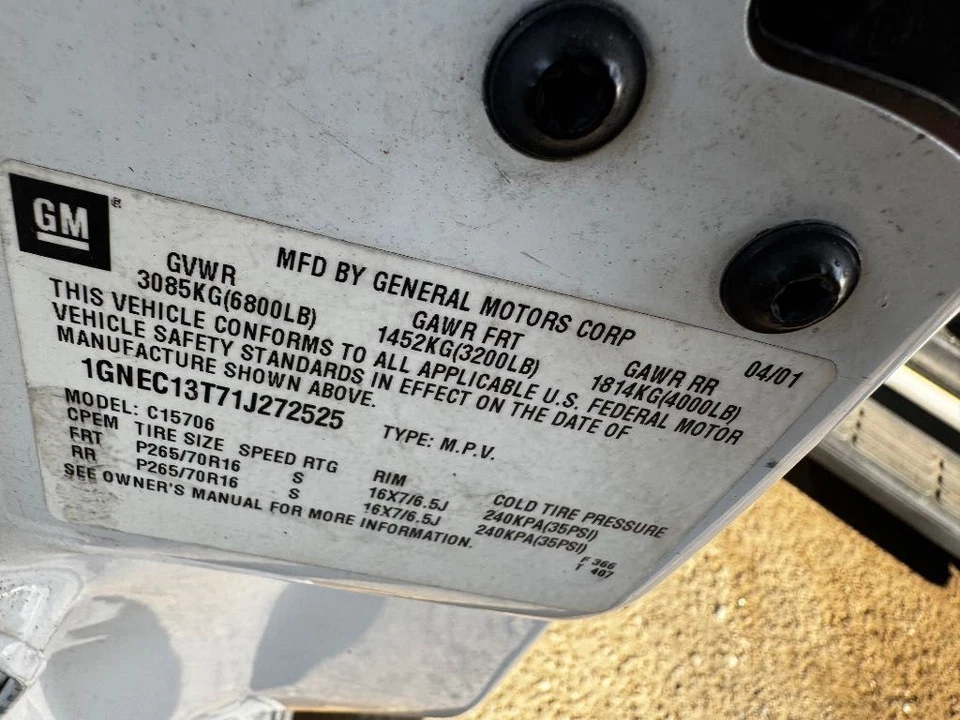 GM
MFD BY GENERAL MOTORS CORP 04/01
GVWR GAWR FRT GAWR RR
3085KG(6800LB) 1452KG(3200LB) 1814KG(4000LB)
THIS VEHICLE CONFORMS TO ALL APPLICABLE U.S. FEDERAL MOTOR
VEHICLE SAFETY STANDARDS IN EFFECT ON THE DATE OF
MANUFACTURE SHOWN ABOVE.
1GNEC13T71J272525 TYPE: M.P.V.
MODEL: C15706
CPEM TIRE SIZE SPEED RTG RIM COLD TIRE PRESSURE
FRT P265/70R16 S 16X7/6.5J 240KPA(35PSI)
RR P265/70R16 S 16X7/6.5J 240KPA(35PSI)
SEE OWNER'S MANUAL FOR MORE INFORMATION.
F 366
T 407